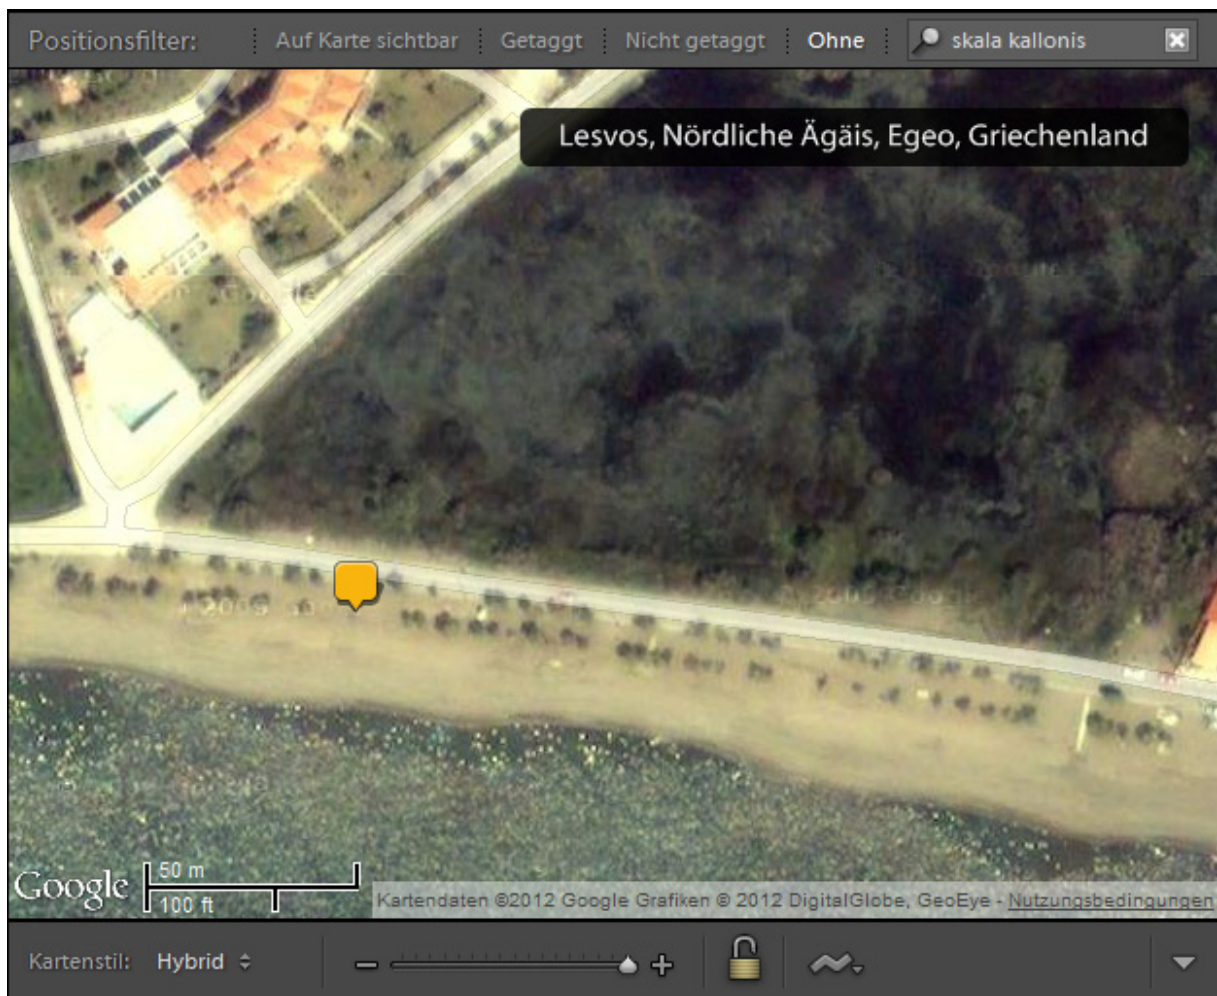 Positionsfilter: Auf Karte sichtbar Getaggt Nicht getaggt Ohne skala kallonis
Lesvos, Nördliche Ägäis, Egeo, Griechenland
50 m
Google
100 ft
Kartendaten ©2012 Google Grafiken © 2012 DigitalGlobe, GeoEye - Nutzungsbedingungen
Kartenstil: Hybrid